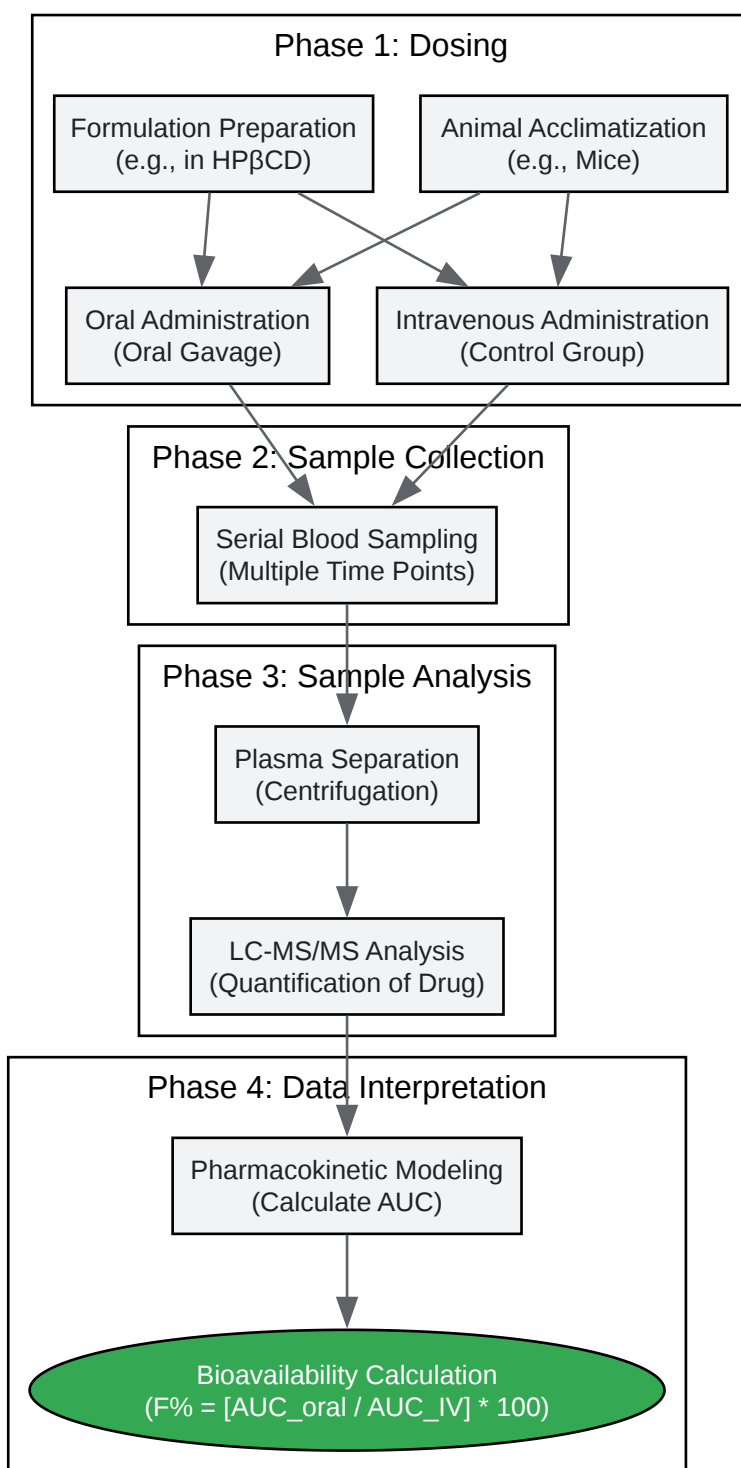 Phase 1: Dosing
Formulation Preparation
(e.g., in HPβCD)
Animal Acclimatization
(e.g., Mice)
Oral Administration
(Oral Gavage)
Intravenous Administration
(Control Group)
Phase 2: Sample Collection
Serial Blood Sampling
(Multiple Time Points)
Phase 3: Sample Analysis
Plasma Separation
(Centrifugation)
LC-MS/MS Analysis
(Quantification of Drug)
Phase 4: Data Interpretation
Pharmacokinetic Modeling
(Calculate AUC)
Bioavailability Calculation
(F% = [AUC_oral / AUC_IV] * 100)